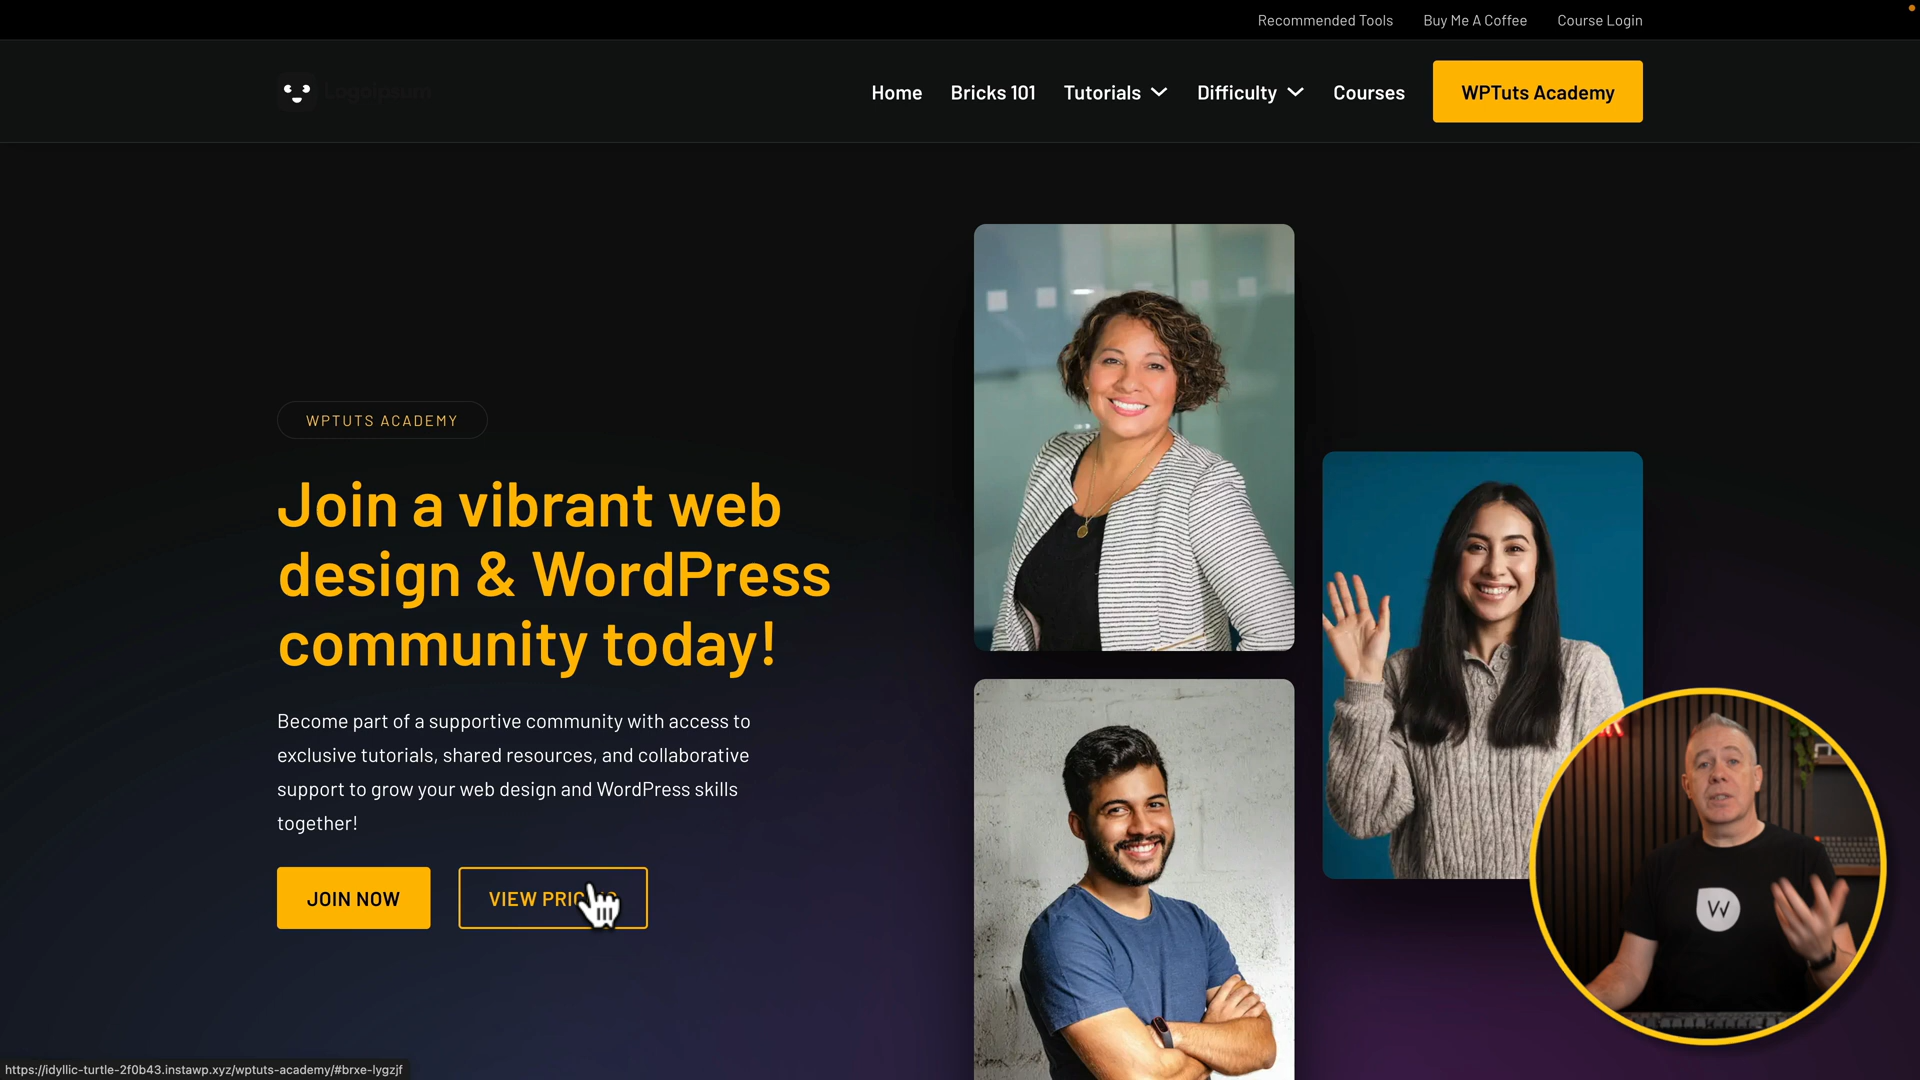 Recommended Tools Buy Me A Coffee Course Login
Logoipsum
Home Bricks 101 Tutorials Difficulty Courses WPTuts Academy
WPTUTS ACADEMY
Join a vibrant web
design & WordPress
community today!
Become part of a supportive community with access to
exclusive tutorials, shared resources, and collaborative
support to grow your web design and WordPress skills
together!
JOIN NOW VIEW PRI
W
https://idyllic-turtle-2f0b43.instawp.xyz/wptuts-academy/#brxe-lygzjf